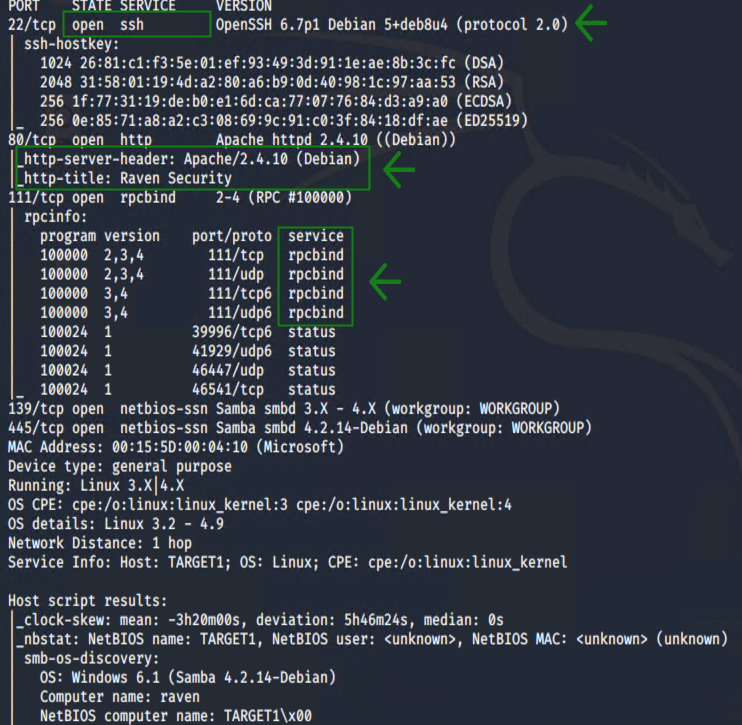 PORT STATE SERVICE VERSION
22/tcp open ssh OpenSSH 6.7p1 Debian 5+deb8u4 (protocol 2.0)
| ssh-hostkey:
| 1024 26:81:c1:f3:5e:01:ef:93:49:3d:91:1e:ae:8b:3c:fc (DSA)
| 2048 31:58:01:19:4d:a2:80:a6:b9:0d:40:98:1c:97:aa:53 (RSA)
| 256 1f:77:31:19:de:b0:e1:6d:ca:77:07:76:84:d3:a9:a0 (ECDSA)
|_ 256 0e:85:71:a8:a2:c3:08:69:9c:91:c0:3f:84:18:df:ae (ED25519)
80/tcp open http Apache httpd 2.4.10 ((Debian))
|_http-server-header: Apache/2.4.10 (Debian)
|_http-title: Raven Security
111/tcp open rpcbind 2-4 (RPC #100000)
| rpcinfo:
| program version port/proto service
| 100000 2,3,4 111/tcp rpcbind
| 100000 2,3,4 111/udp rpcbind
| 100000 3,4 111/tcp6 rpcbind
| 100000 3,4 111/udp6 rpcbind
| 100024 1 39996/tcp6 status
| 100024 1 41929/udp6 status
| 100024 1 46447/udp status
|_ 100024 1 46541/tcp status
139/tcp open netbios-ssn Samba smbd 3.X - 4.X (workgroup: WORKGROUP)
445/tcp open netbios-ssn Samba smbd 4.2.14-Debian (workgroup: WORKGROUP)
MAC Address: 00:15:5D:00:04:10 (Microsoft)
Device type: general purpose
Running: Linux 3.X|4.X
OS CPE: cpe:/o:linux:linux_kernel:3 cpe:/o:linux:linux_kernel:4
OS details: Linux 3.2 - 4.9
Network Distance: 1 hop
Service Info: Host: TARGET1; OS: Linux; CPE: cpe:/o:linux:linux_kernel
Host script results:
|_clock-skew: mean: -3h20m00s, deviation: 5h46m24s, median: 0s
|_nbstat: NetBIOS name: TARGET1, NetBIOS user: <unknown>, NetBIOS MAC: <unknown> (unknown)
| smb-os-discovery:
| OS: Windows 6.1 (Samba 4.2.14-Debian)
| Computer name: raven
| NetBIOS computer name: TARGET1\x00